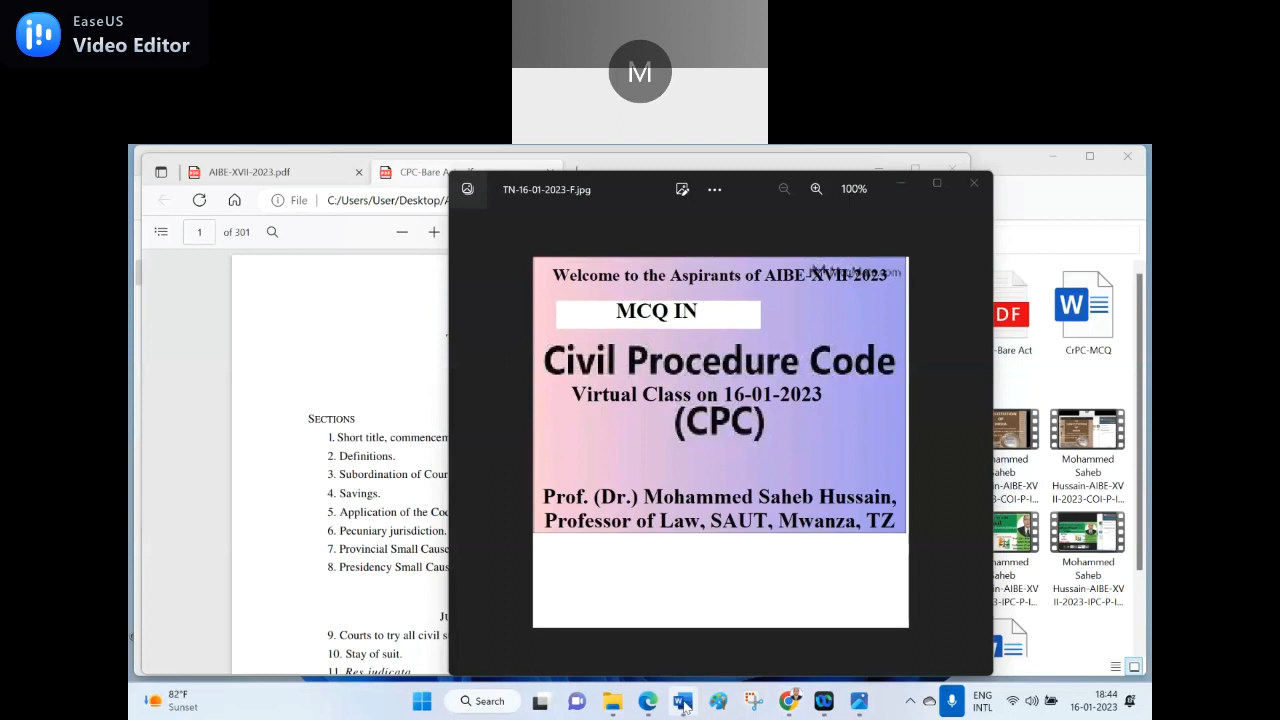 EaseUS
Video Editor
M
AIBE-XVII-2023.pdf
CPC-Bare
File
C:/Users/User/Desktop/
1
of 301
SECTIONS
1. Short title,
2. Definitions.
3. Subordination of
4. Savings.
5. Application of the
6. Pecuniary jurisdiction.
7. Provincial Small
8. Presidency Small
9. Courts to try all civil
10. Stay of suit.
11. Res judicata
TN-16-01-2023-F.jpg
100%
Welcome to the Aspirants of AIBE-XVII-2023
MCQ IN
Civil Procedure Code
Virtual Class on 16-01-2023
(CPC)
Prof. (Dr.) Mohammed Saheb Hussain,
Professor of Law, SAUT, Mwanza, TZ
-Bare Act
CrPC-MCQ
Mohammed
Saheb
Hussain-AIBE-XV
II-2023-COI-P-I...
Mohammed
Saheb
Hussain-AIBE-XV
II-2023-IPC-P-I...
82°F
Sunset
Search
ENG
INTL
18:44
16-01-2023